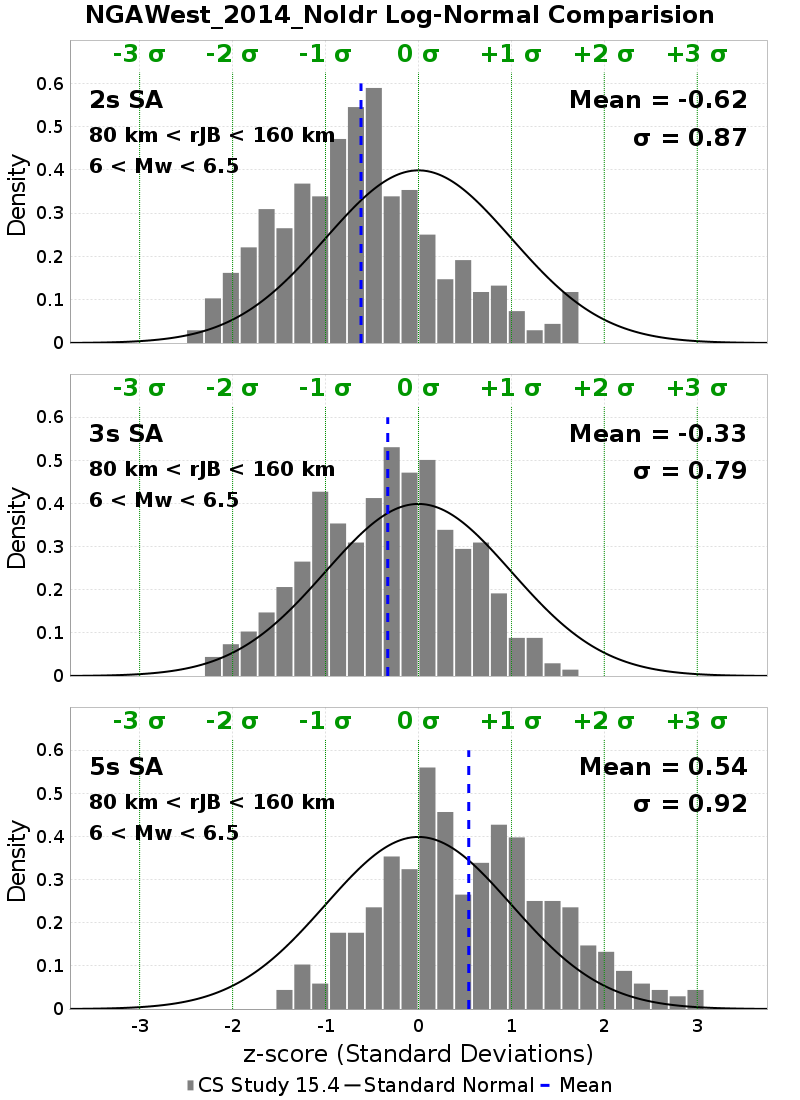 NGAWest_2014_NoIdr Log-Normal Comparision
-3 σ -2 σ -1 σ 0 σ +1 σ +2 σ +3 σ
0.6
2s SA
Mean = -0.62
0.5
80 km < rJB < 160 km
σ = 0.87
0.4
6 < Mw < 6.5
0.3
0.2
0.1
0
Density
-3 σ -2 σ -1 σ 0 σ +1 σ +2 σ +3 σ
0.6
3s SA
Mean = -0.33
0.5
80 km < rJB < 160 km
σ = 0.79
0.4
6 < Mw < 6.5
0.3
0.2
0.1
0
Density
-3 σ -2 σ -1 σ 0 σ +1 σ +2 σ +3 σ
0.6
5s SA
Mean = 0.54
0.5
80 km < rJB < 160 km
σ = 0.92
0.4
6 < Mw < 6.5
0.3
0.2
0.1
0
Density
-3 -2 -1 0 1 2 3
z-score (Standard Deviations)
CS Study 15.4 Standard Normal Mean